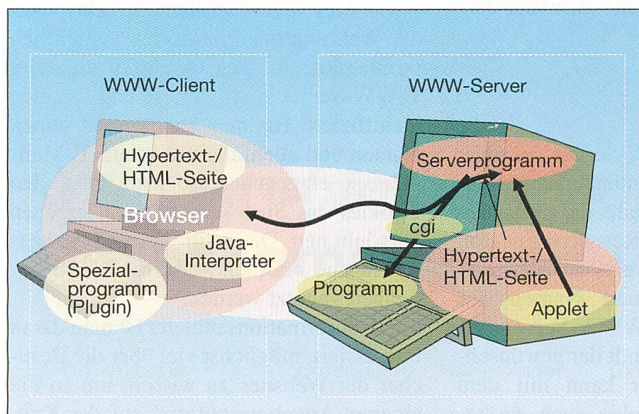 WWW-Client
Hypertext-/
HTML-Seite
Browser
Java-
Interpreter
Spezial-
programm
(Plugin)
WWW-Server
Serverprogramm
cgi
Hypertext-/
HTML-Seite
Programm
Applet